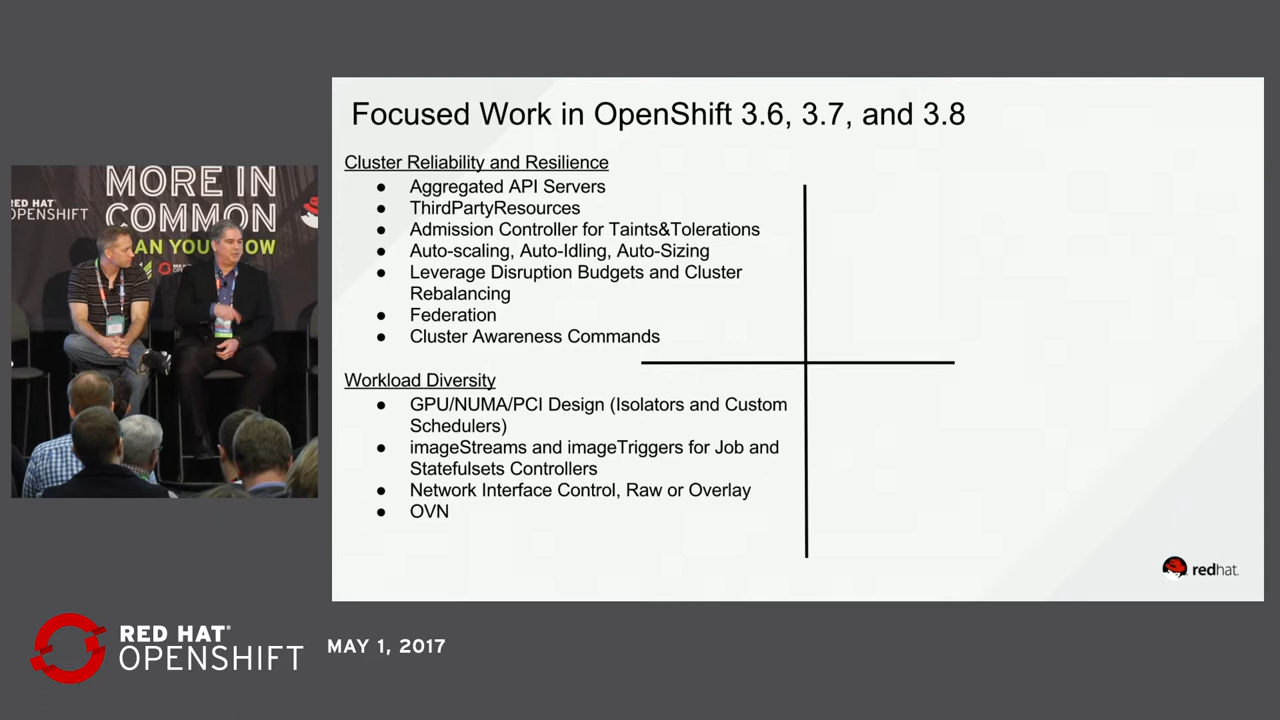 MORE IN
COMMON
AN YOU
OW
RED HAT
OPENSHIFT
Focused Work in OpenShift 3.6, 3.7, and 3.8
Cluster Reliability and Resilience
● Aggregated API Servers
● ThirdPartyResources
● Admission Controller for Taints&Tolerations
● Auto-scaling, Auto-Idling, Auto-Sizing
● Leverage Disruption Budgets and Cluster
Rebalancing
● Federation
● Cluster Awareness Commands
Workload Diversity
● GPU/NUMA/PCI Design (Isolators and Custom
Schedulers)
● imageStreams and imageTriggers for Job and
Statefulsets Controllers
● Network Interface Control, Raw or Overlay
● OVN
redhat.
RED HAT®
OPENSHIFT
MAY 1, 2017